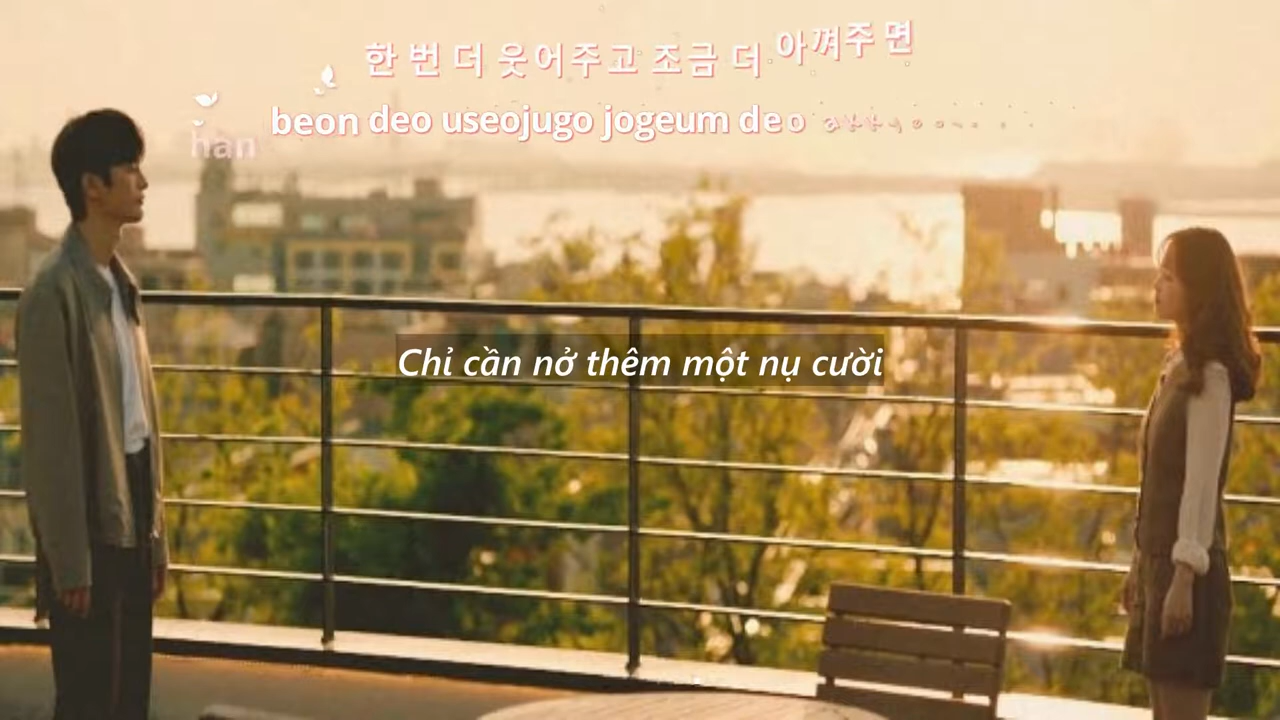 한 번 더 웃어주고 조금 더 아껴주면
han beon deo useojugo jogeum deo
Chỉ cần nở thêm một nụ cười